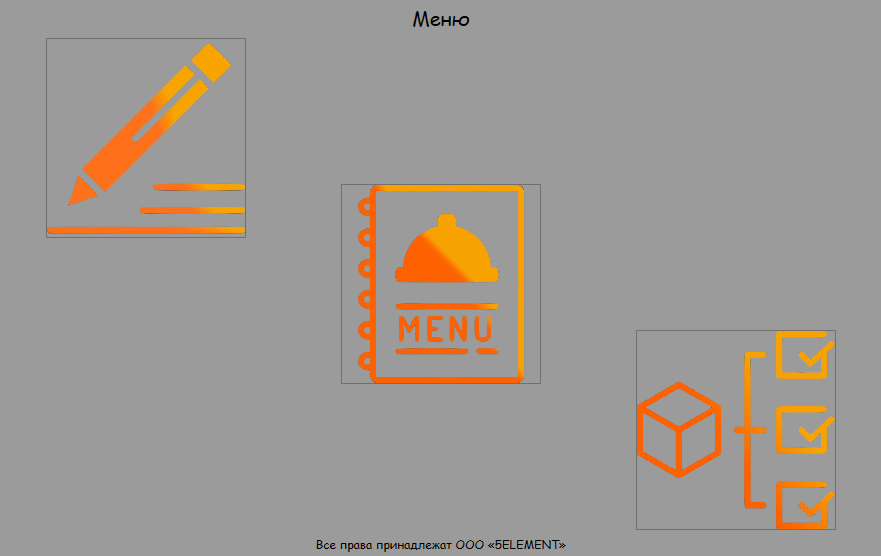 Меню
MENU
Все права принадлежат ООО «5ELEMENT»